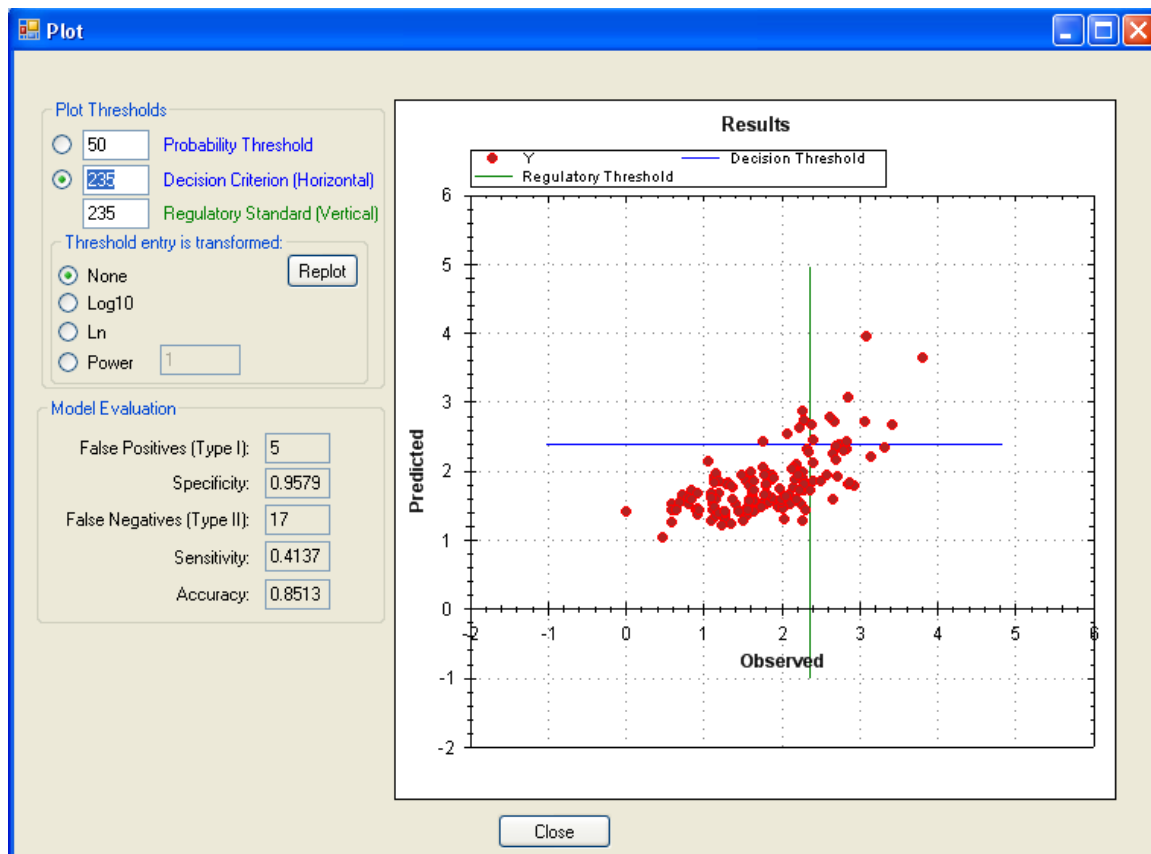 Plot
Plot Thresholds
50 Probability Threshold
235 Decision Criterion (Horizontal)
235 Regulatory Standard (Vertical)
Threshold entry is transformed:
None
Replot
Log10
Ln
Power 1
Model Evaluation
False Positives (Type I): 5
Specificity: 0.9579
False Negatives (Type II): 17
Sensitivity: 0.4137
Accuracy: 0.8513
Results
Y Decision Threshold
Regulatory Threshold
6
5
4
3
2
1
0
-1
-2
Predicted
-2 -1 0 1 2 3 4 5 6
Observed
Close